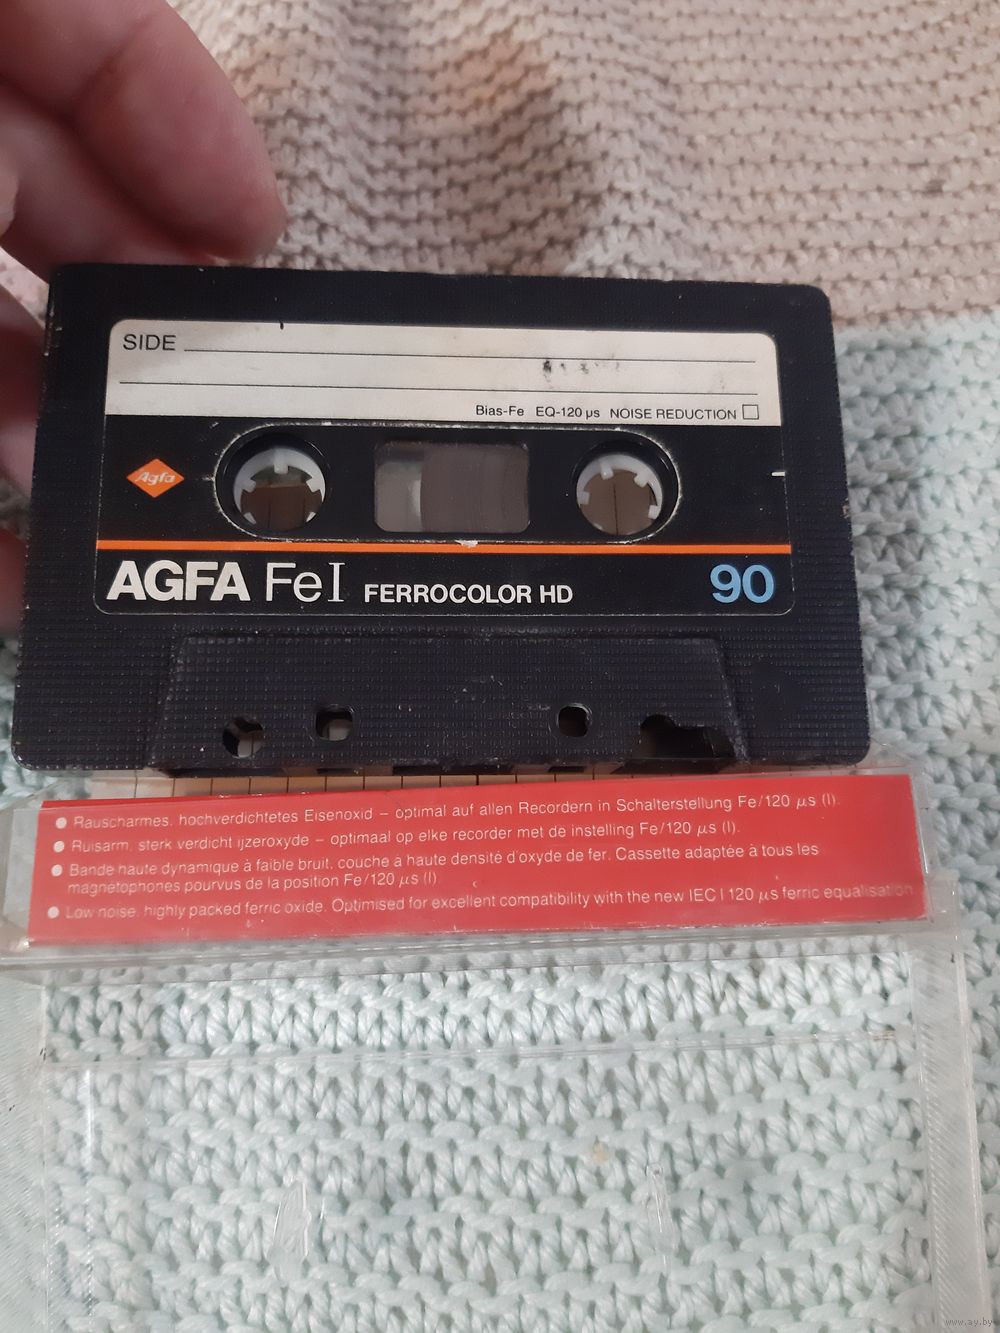 SIDE
Bias-Fe EQ-120 µs NOISE REDUCTION
Agfa
AGFA FeI FERROCOLOR HD 90
● Rauscharmes, hochverdichtetes Eisenoxid – optimal auf allen Recordern in Schalterstellung Fe/120 µs (I).
● Ruisarm, sterk verdicht ijzeroxyde – optimaal op elke recorder met de instelling Fe/120 µs (I).
● Bande haute dynamique à faible bruit, couche à haute densité d'oxyde de fer. Cassette adaptée à tous les
magnétophones pourvus de la position Fe/120 µs (I)
● Low noise, highly packed ferric oxide. Optimised for excellent compatibility with the new IEC I 120 µs ferric equalisation
www.ay.by